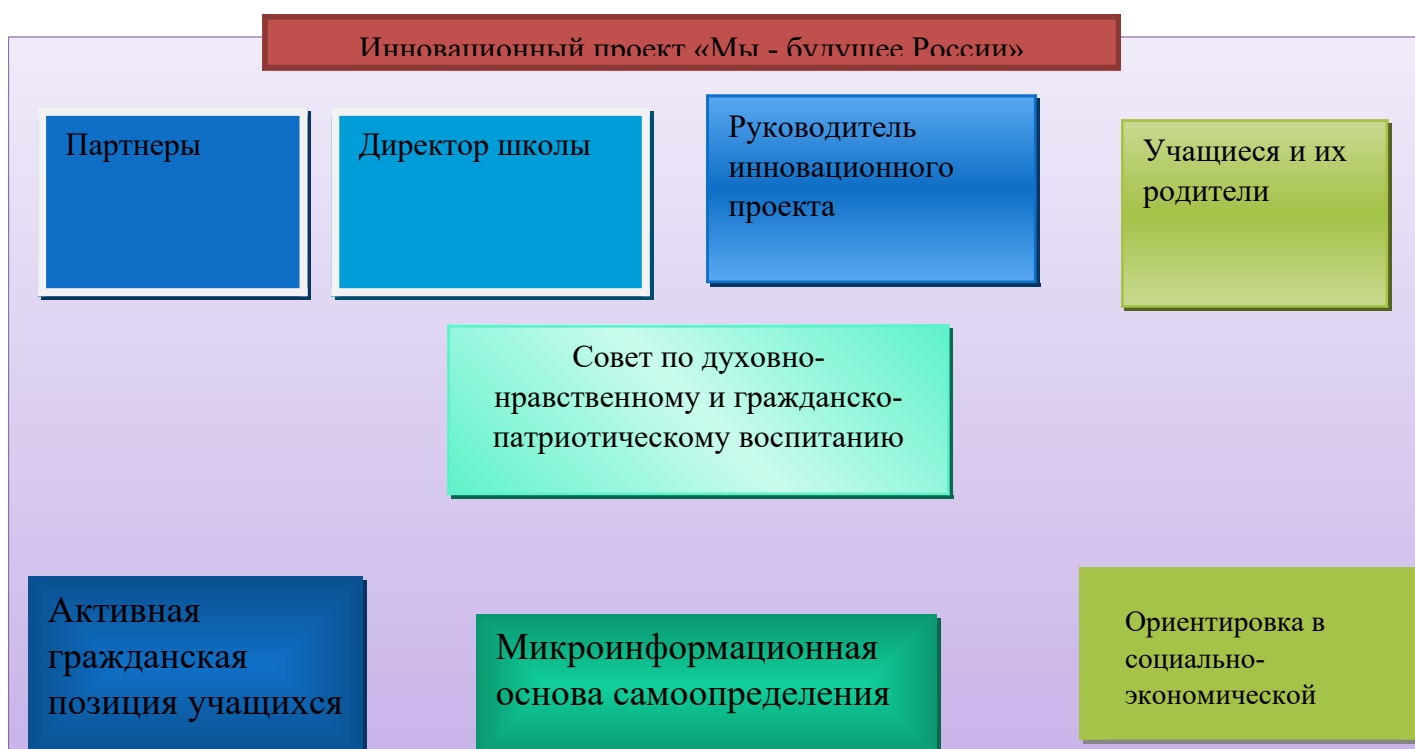 Инновационный проект «Мы - будущее России»
Партнеры
Директор школы
Руководитель
инновационного
проекта
Учащиеся и их
родители
Совет по духовно-
нравственному и гражданско-
патриотическому воспитанию
Активная
гражданская
позиция учащихся
Микроинформационная
основа самоопределения
Ориентировка в
социально-
экономической